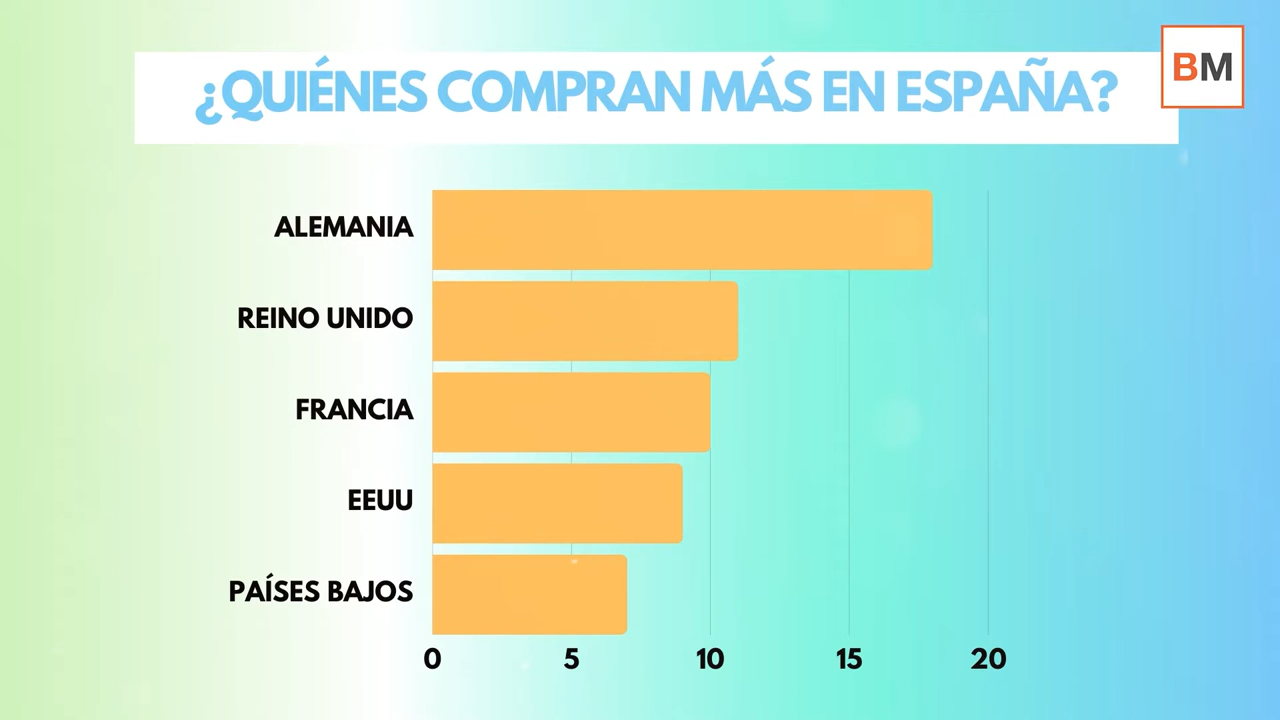 ¿QUIÉNES COMPRAN MÁS EN ESPAÑA?
BM
ALEMANIA
REINO UNIDO
FRANCIA
EEUU
PAÍSES BAJOS
0 5 10 15 20